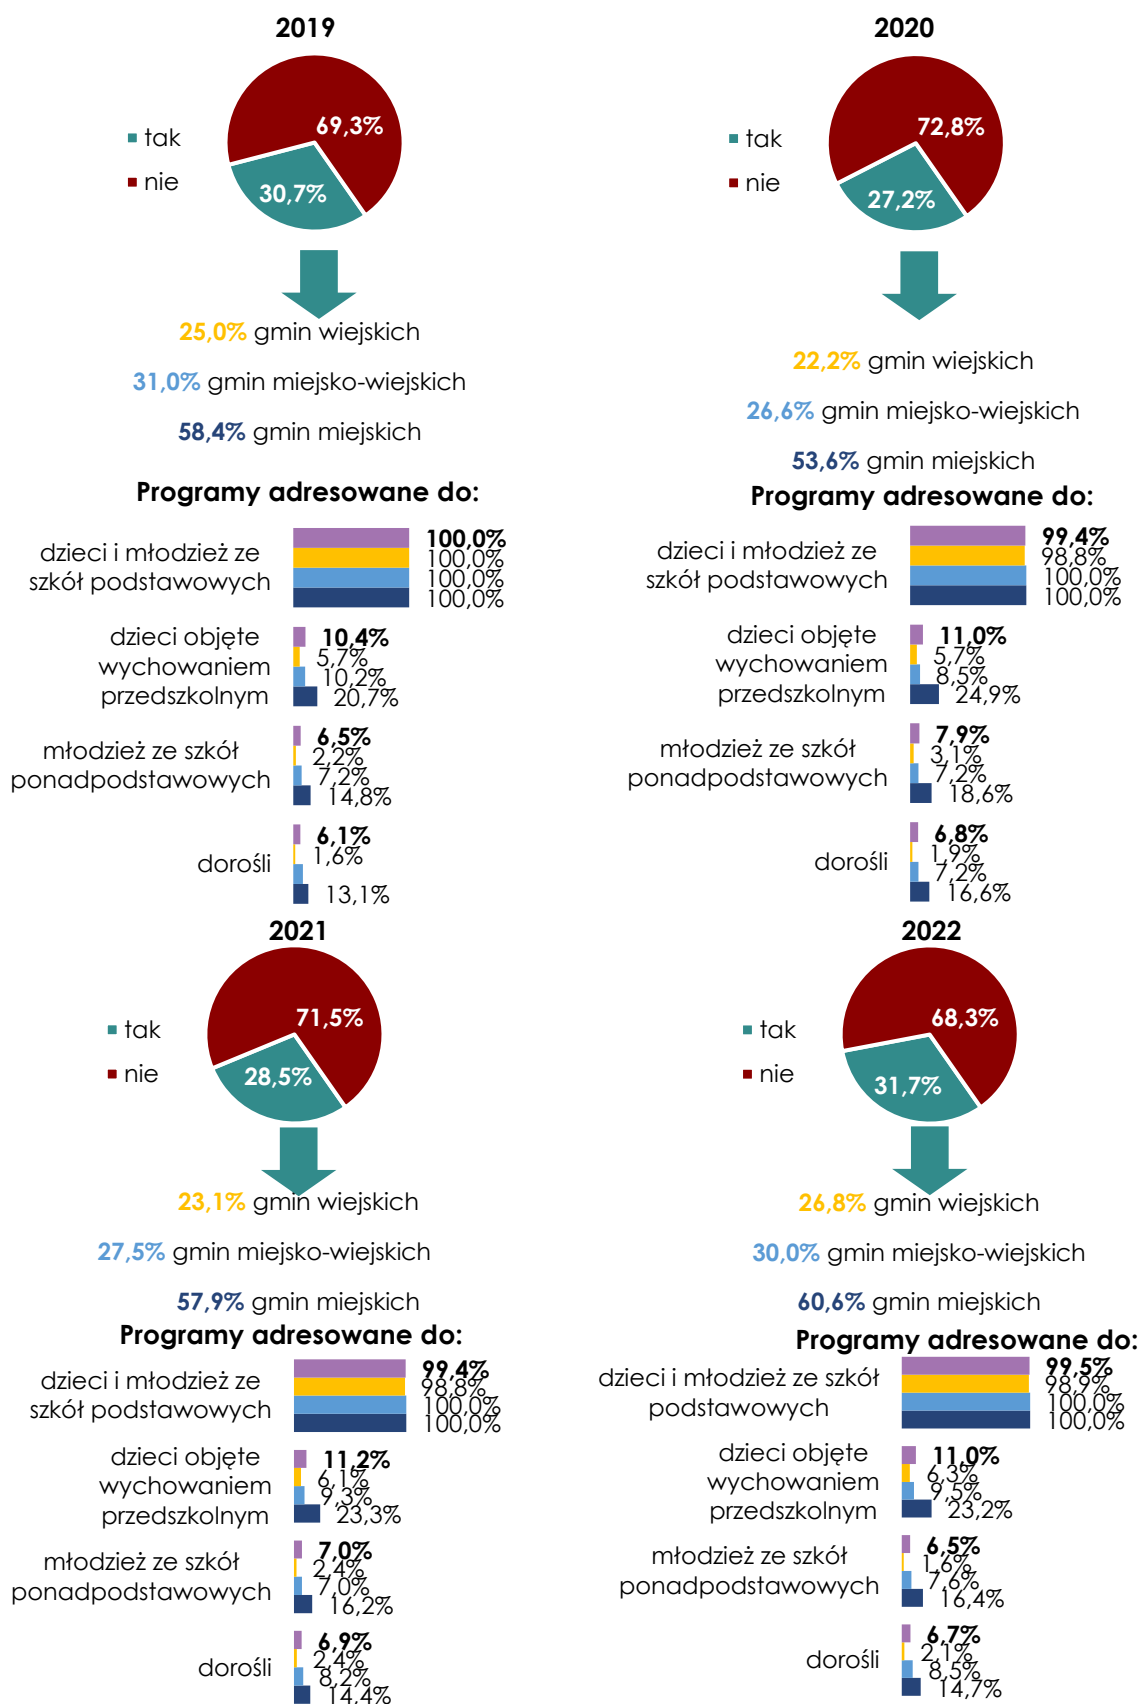 2019
69,3%
30,7%
tak
nie
25,0% gmin wiejskich
31,0% gmin miejsko-wiejskich
58,4% gmin miejskich
Programy adresowane do:
dzieci i młodzież ze
szkół podstawowych
100,0%
100,0%
100,0%
100,0%
dzieci objęte
wychowaniem
przedszkolnym
10,4%
5,7%
10,2%
20,7%
młodzież ze szkół
ponadpodstawowych
6,5%
2,2%
7,2%
14,8%
dorośli
6,1%
1,6%
13,1%
2020
72,8%
27,2%
tak
nie
22,2% gmin wiejskich
26,6% gmin miejsko-wiejskich
53,6% gmin miejskich
Programy adresowane do:
dzieci i młodzież ze
szkół podstawowych
99,4%
98,8%
100,0%
100,0%
dzieci objęte
wychowaniem
przedszkolnym
11,0%
5,7%
8,5%
24,9%
młodzież ze szkół
ponadpodstawowych
7,9%
3,1%
7,2%
18,6%
dorośli
6,8%
1,9%
7,2%
16,6%
2021
71,5%
28,5%
tak
nie
23,1% gmin wiejskich
27,5% gmin miejsko-wiejskich
57,9% gmin miejskich
Programy adresowane do:
dzieci i młodzież ze
szkół podstawowych
99,4%
98,8%
100,0%
100,0%
dzieci objęte
wychowaniem
przedszkolnym
11,2%
6,1%
9,3%
23,3%
młodzież ze szkół
ponadpodstawowych
7,0%
2,4%
7,0%
16,2%
dorośli
6,9%
2,4%
8,2%
14,4%
2022
68,3%
31,7%
tak
nie
26,8% gmin wiejskich
30,0% gmin miejsko-wiejskich
60,6% gmin miejskich
Programy adresowane do:
dzieci i młodzież ze szkół
podstawowych
99,5%
98,9%
100,0%
100,0%
dzieci objęte
wychowaniem
przedszkolnym
11,0%
6,3%
9,5%
23,2%
młodzież ze szkół
ponadpodstawowych
6,5%
1,6%
7,6%
16,4%
dorośli
6,7%
2,1%
8,5%
14,7%